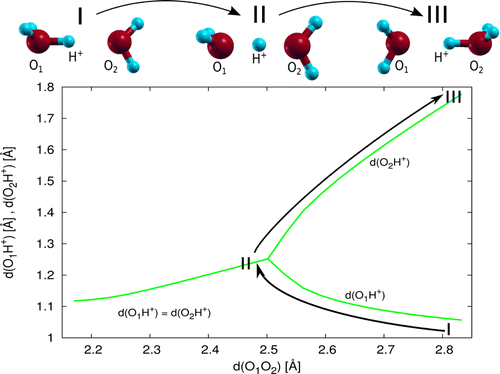 I II III
H⁺ H⁺ H⁺
O₁ O₂ O₁ O₂ O₁ O₂
1.8
III
1.7
d(O₂H⁺)
1.6
1.5
1.4
1.3
II
1.2
d(O₁H⁺)
1.1
d(O₁H⁺) = d(O₂H⁺)
I
1
2.2 2.3 2.4 2.5 2.6 2.7 2.8
d(O₁O₂) [Å]
d(O₁H⁺) [Å] , d(O₂H⁺) [Å]